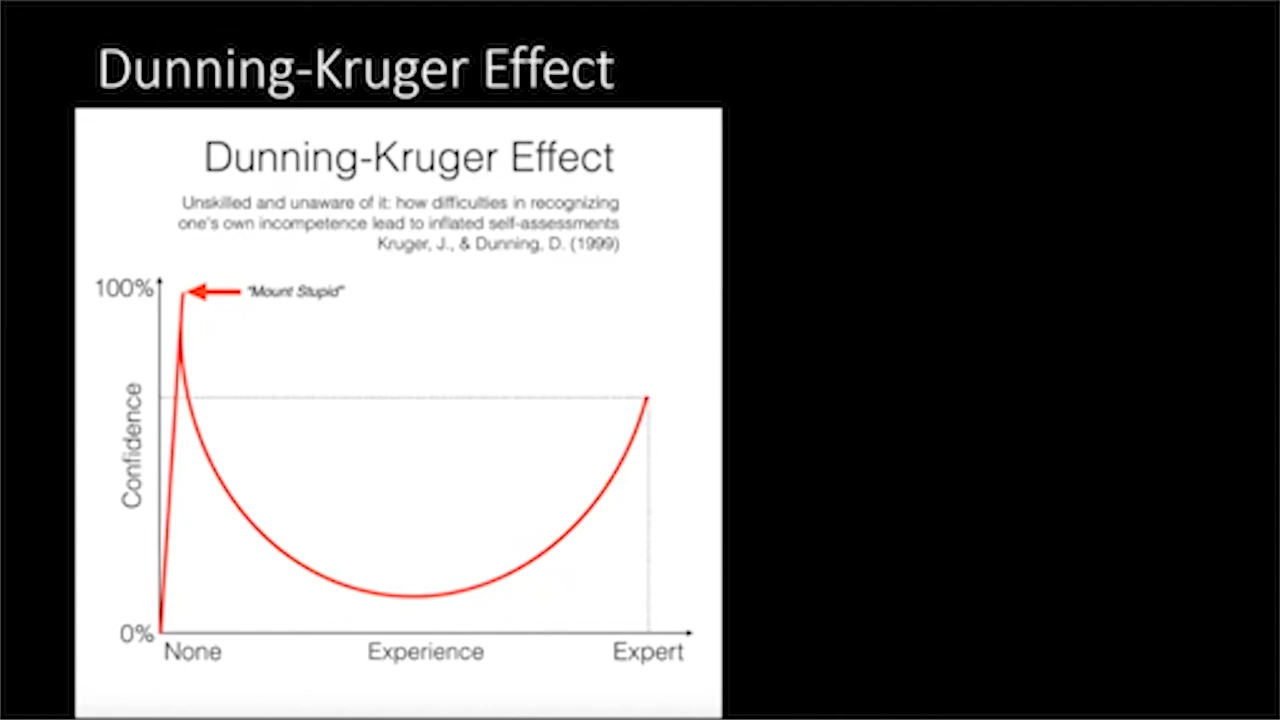 Dunning-Kruger Effect
Dunning-Kruger Effect
Unskilled and unaware of it: how difficulties in recognizing
one's own incompetence lead to inflated self-assessments
Kruger, J., & Dunning, D. (1999)
100%
"Mount Stupid"
Confidence
0%
None
Experience
Expert